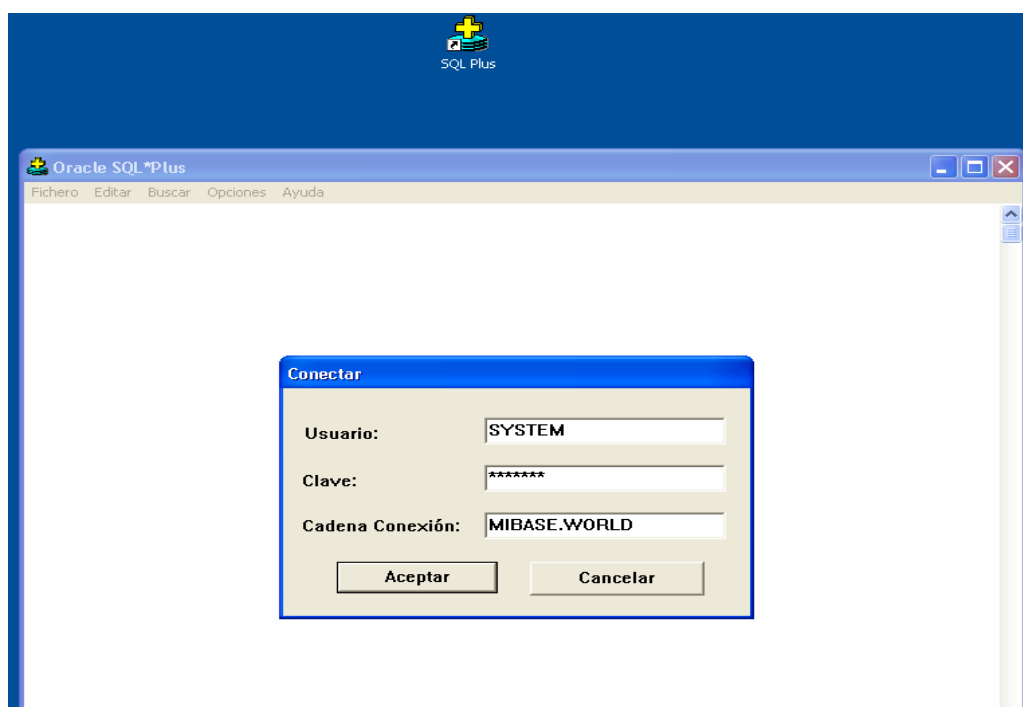 SQL Plus
Oracle SQL*Plus
Fichero Editar Buscar Opciones Ayuda
Conectar
Usuario: SYSTEM
Clave: *******
Cadena Conexión: MIBASE.WORLD
Aceptar Cancelar